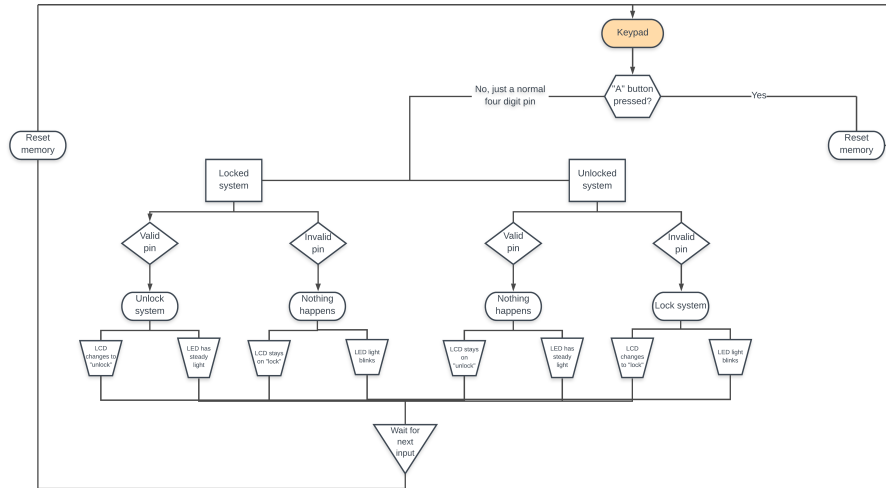 Keypad
"A" button
pressed?
No, just a normal
four digit pin
Yes
Reset
memory
Reset
memory
Locked
system
Unlocked
system
Valid
pin
Invalid
pin
Valid
pin
Invalid
pin
Unlock
system
Nothing
happens
Nothing
happens
Lock system
LCD
changes to
"unlock"
LED has
steady
light
LCD stays
on "lock"
LED light
blinks
LCD stays
on
"unlock"
LED has
steady
light
LCD
changes
to "lock"
LED light
blinks
Wait for
next
input